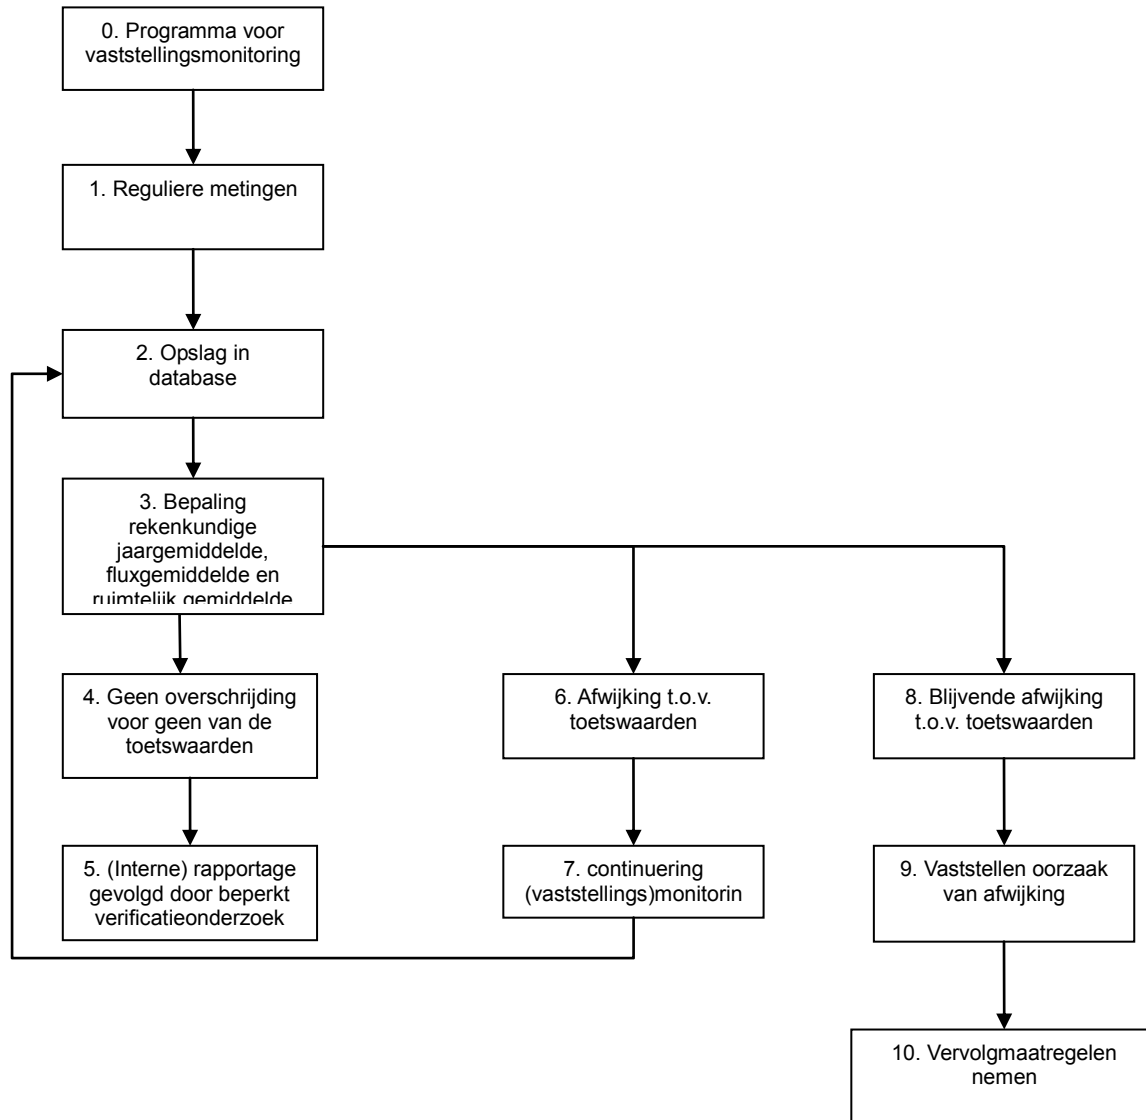 0. Programma voor
vaststellingsmonitoring
1. Reguliere metingen
2. Opslag in
database
3. Bepaling
rekenkundige
jaargemiddelde,
fluxgemiddelde en
ruimtelijk gemiddelde
4. Geen overschrijding
voor geen van de
toetswaarden
6. Afwijking t.o.v.
toetswaarden
8. Blijvende afwijking
t.o.v. toetswaarden
5. (Interne) rapportage
gevolgd door beperkt
verificatieonderzoek
7. continuering
(vaststellings)monitorin
9. Vaststellen oorzaak
van afwijking
10. Vervolgmaatregelen
nemen